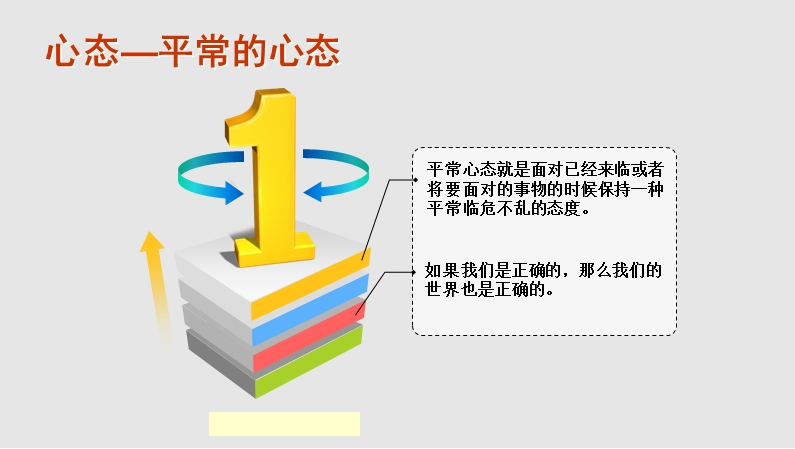 心态—平常的心态
1
平常心态就是面对已经来临或者
将要面对的事物的时候保持一种
平常临危不乱的态度。
如果我们是正确的，那么我们的
世界也是正确的。